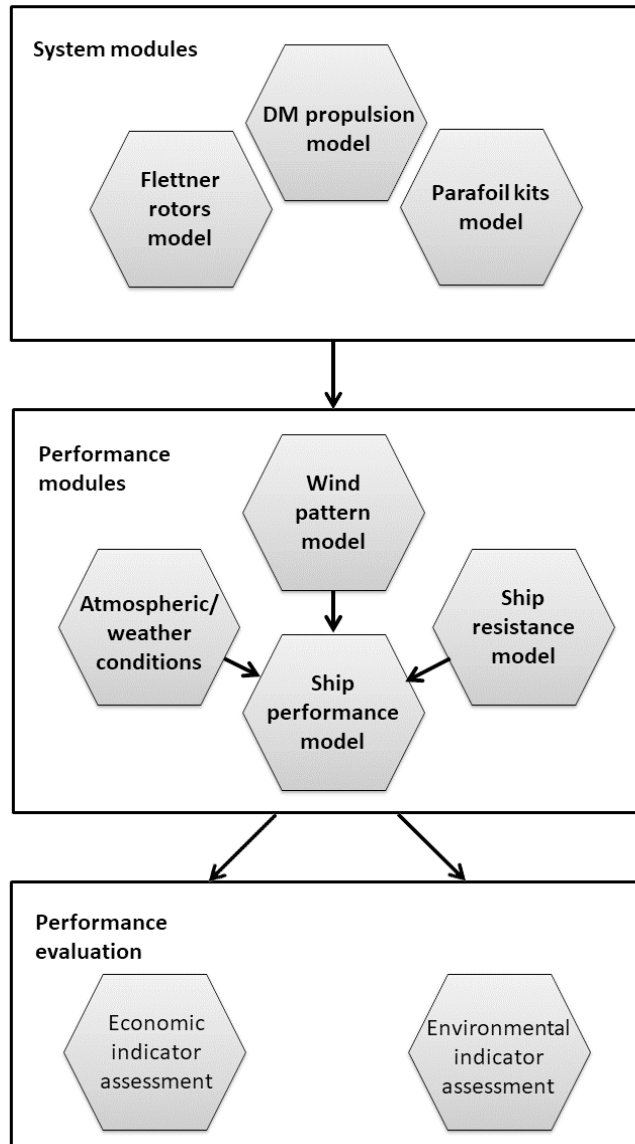 System modules
DM propulsion
model
Flettner
rotors
model
Parafoil kits
model
Performance
modules
Wind
pattern
model
Atmospheric/
weather
conditions
Ship
resistance
model
Ship
performance
model
Performance
evaluation
Economic
indicator
assessment
Environmental
indicator
assessment